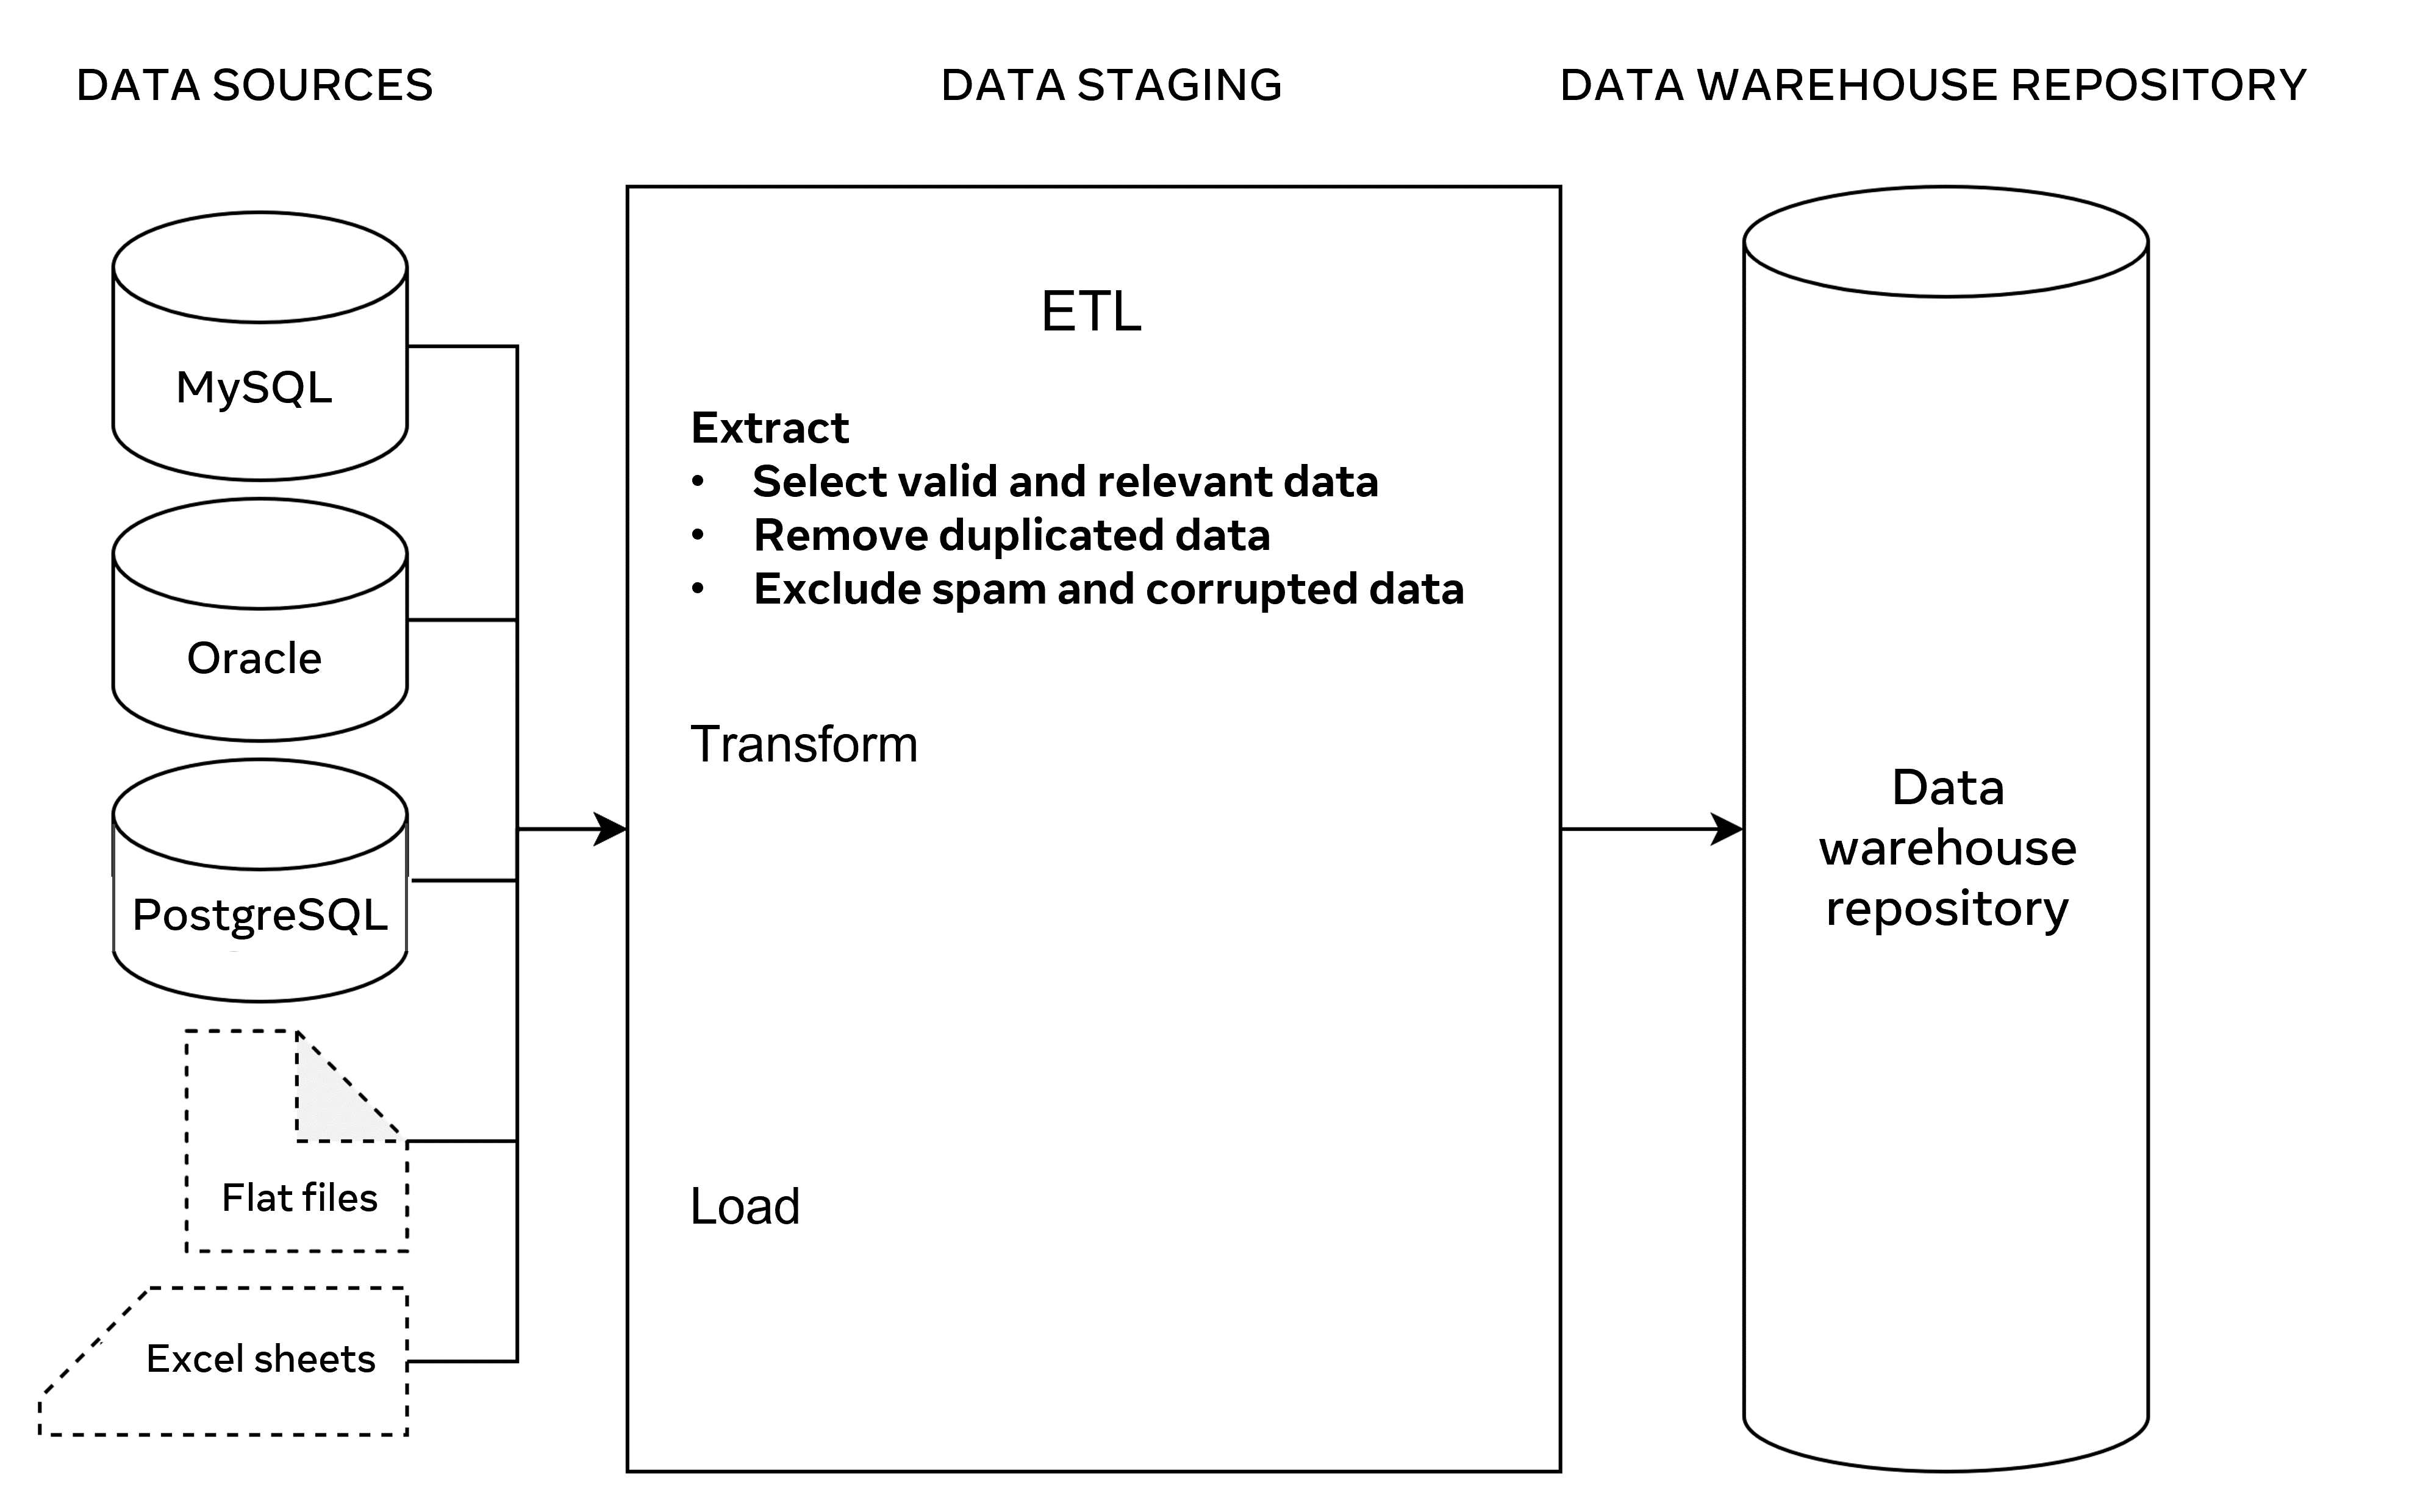 DATA SOURCES
DATA STAGING
DATA WAREHOUSE REPOSITORY
MySQL
Oracle
PostgreSQL
Flat files
Excel sheets
ETL
Extract
• Select valid and relevant data
• Remove duplicated data
• Exclude spam and corrupted data
Transform
Load
Data
warehouse
repository